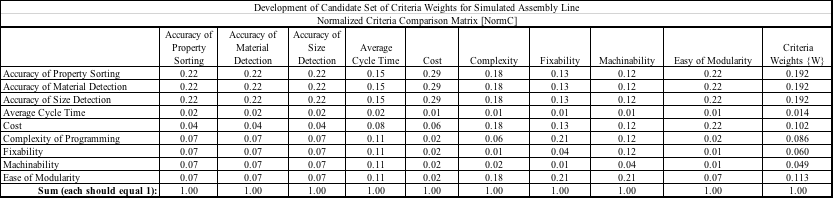 Development of Candidate Set of Criteria Weights for Simulated Assembly Line
Normalized Criteria Comparison Matrix [NormC]
Accuracy of Property Sorting Accuracy of Material Detection Accuracy of Size Detection Average Cycle Time Cost Complexity Fixability Machinability Easy of Modularity Criteria Weights {W}
Accuracy of Property Sorting 0.22 0.22 0.22 0.15 0.29 0.18 0.13 0.12 0.22 0.192
Accuracy of Material Detection 0.22 0.22 0.22 0.15 0.29 0.18 0.13 0.12 0.22 0.192
Accuracy of Size Detection 0.22 0.22 0.22 0.15 0.29 0.18 0.13 0.12 0.22 0.192
Average Cycle Time 0.02 0.02 0.02 0.02 0.01 0.01 0.01 0.01 0.01 0.014
Cost 0.04 0.04 0.04 0.08 0.06 0.18 0.13 0.12 0.22 0.102
Complexity of Programming 0.07 0.07 0.07 0.11 0.02 0.06 0.21 0.12 0.02 0.086
Fixability 0.07 0.07 0.07 0.11 0.02 0.01 0.04 0.12 0.01 0.060
Machinability 0.07 0.07 0.07 0.11 0.02 0.02 0.01 0.04 0.01 0.049
Ease of Modularity 0.07 0.07 0.07 0.11 0.02 0.18 0.21 0.21 0.07 0.113
Sum (each should equal 1): 1.00 1.00 1.00 1.00 1.00 1.00 1.00 1.00 1.00 1.00